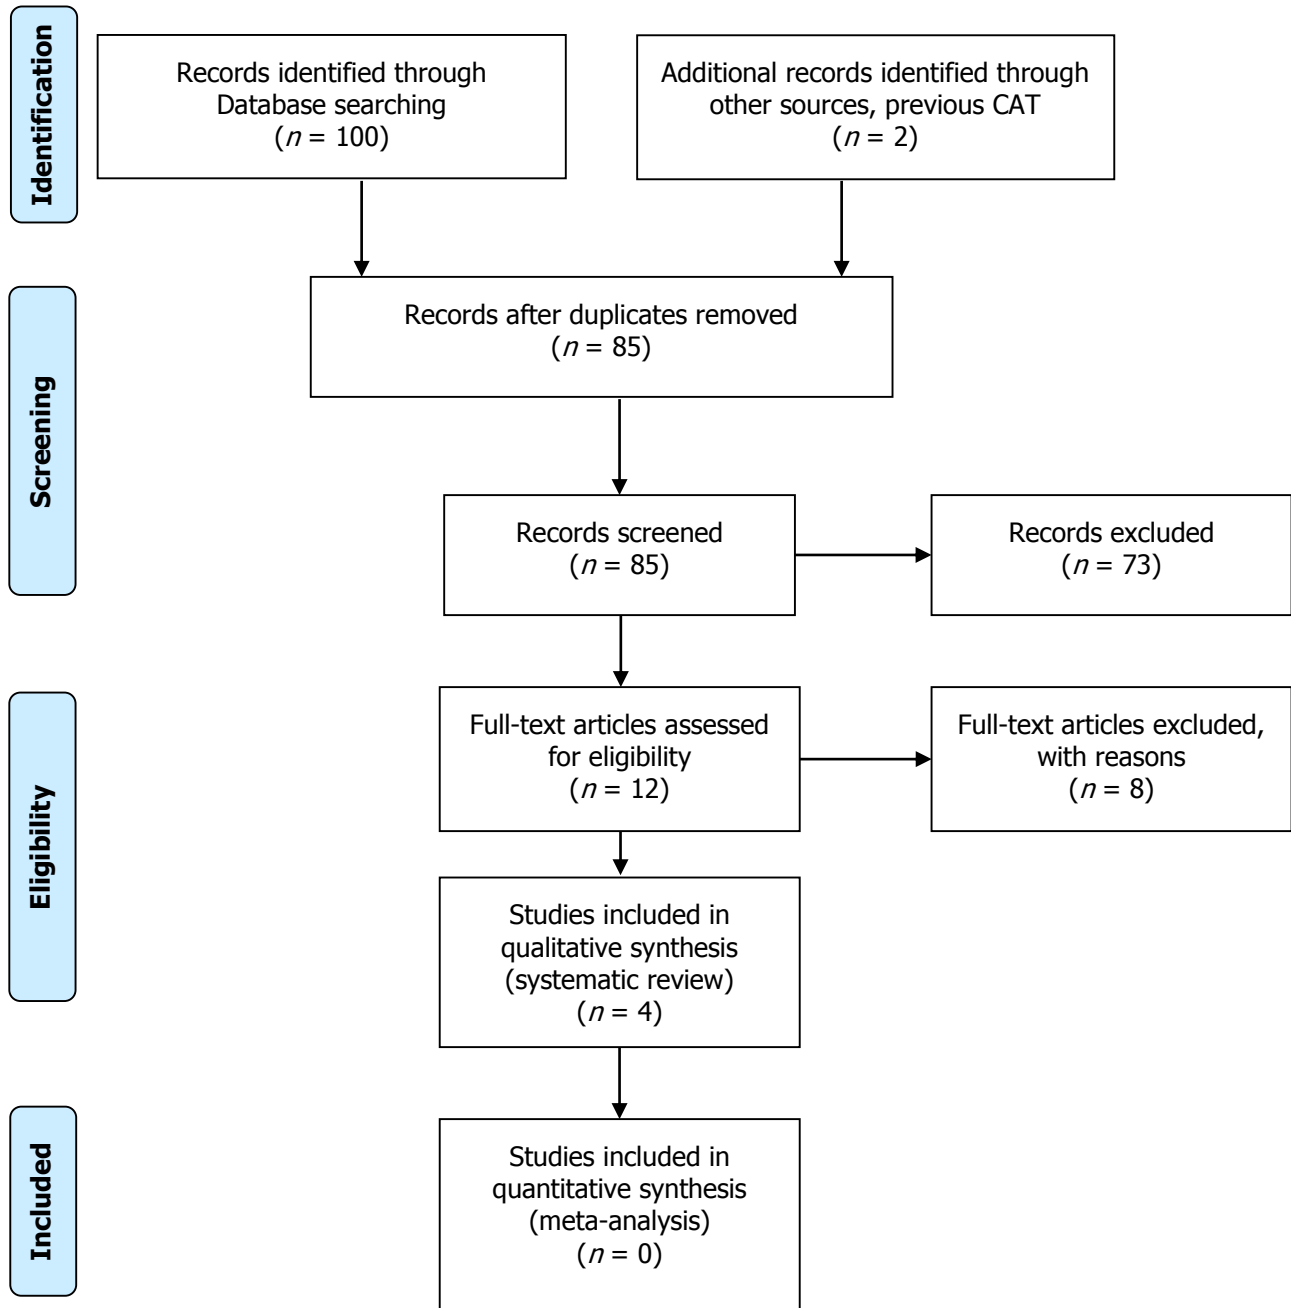 Identification
Records identified through
Database searching
(n = 100)
Additional records identified through
other sources, previous CAT
(n = 2)
Screening
Records after duplicates removed
(n = 85)
Records screened
(n = 85)
Records excluded
(n = 73)
Eligibility
Full-text articles assessed
for eligibility
(n = 12)
Full-text articles excluded,
with reasons
(n = 8)
Studies included in
qualitative synthesis
(systematic review)
(n = 4)
Included
Studies included in
quantitative synthesis
(meta-analysis)
(n = 0)